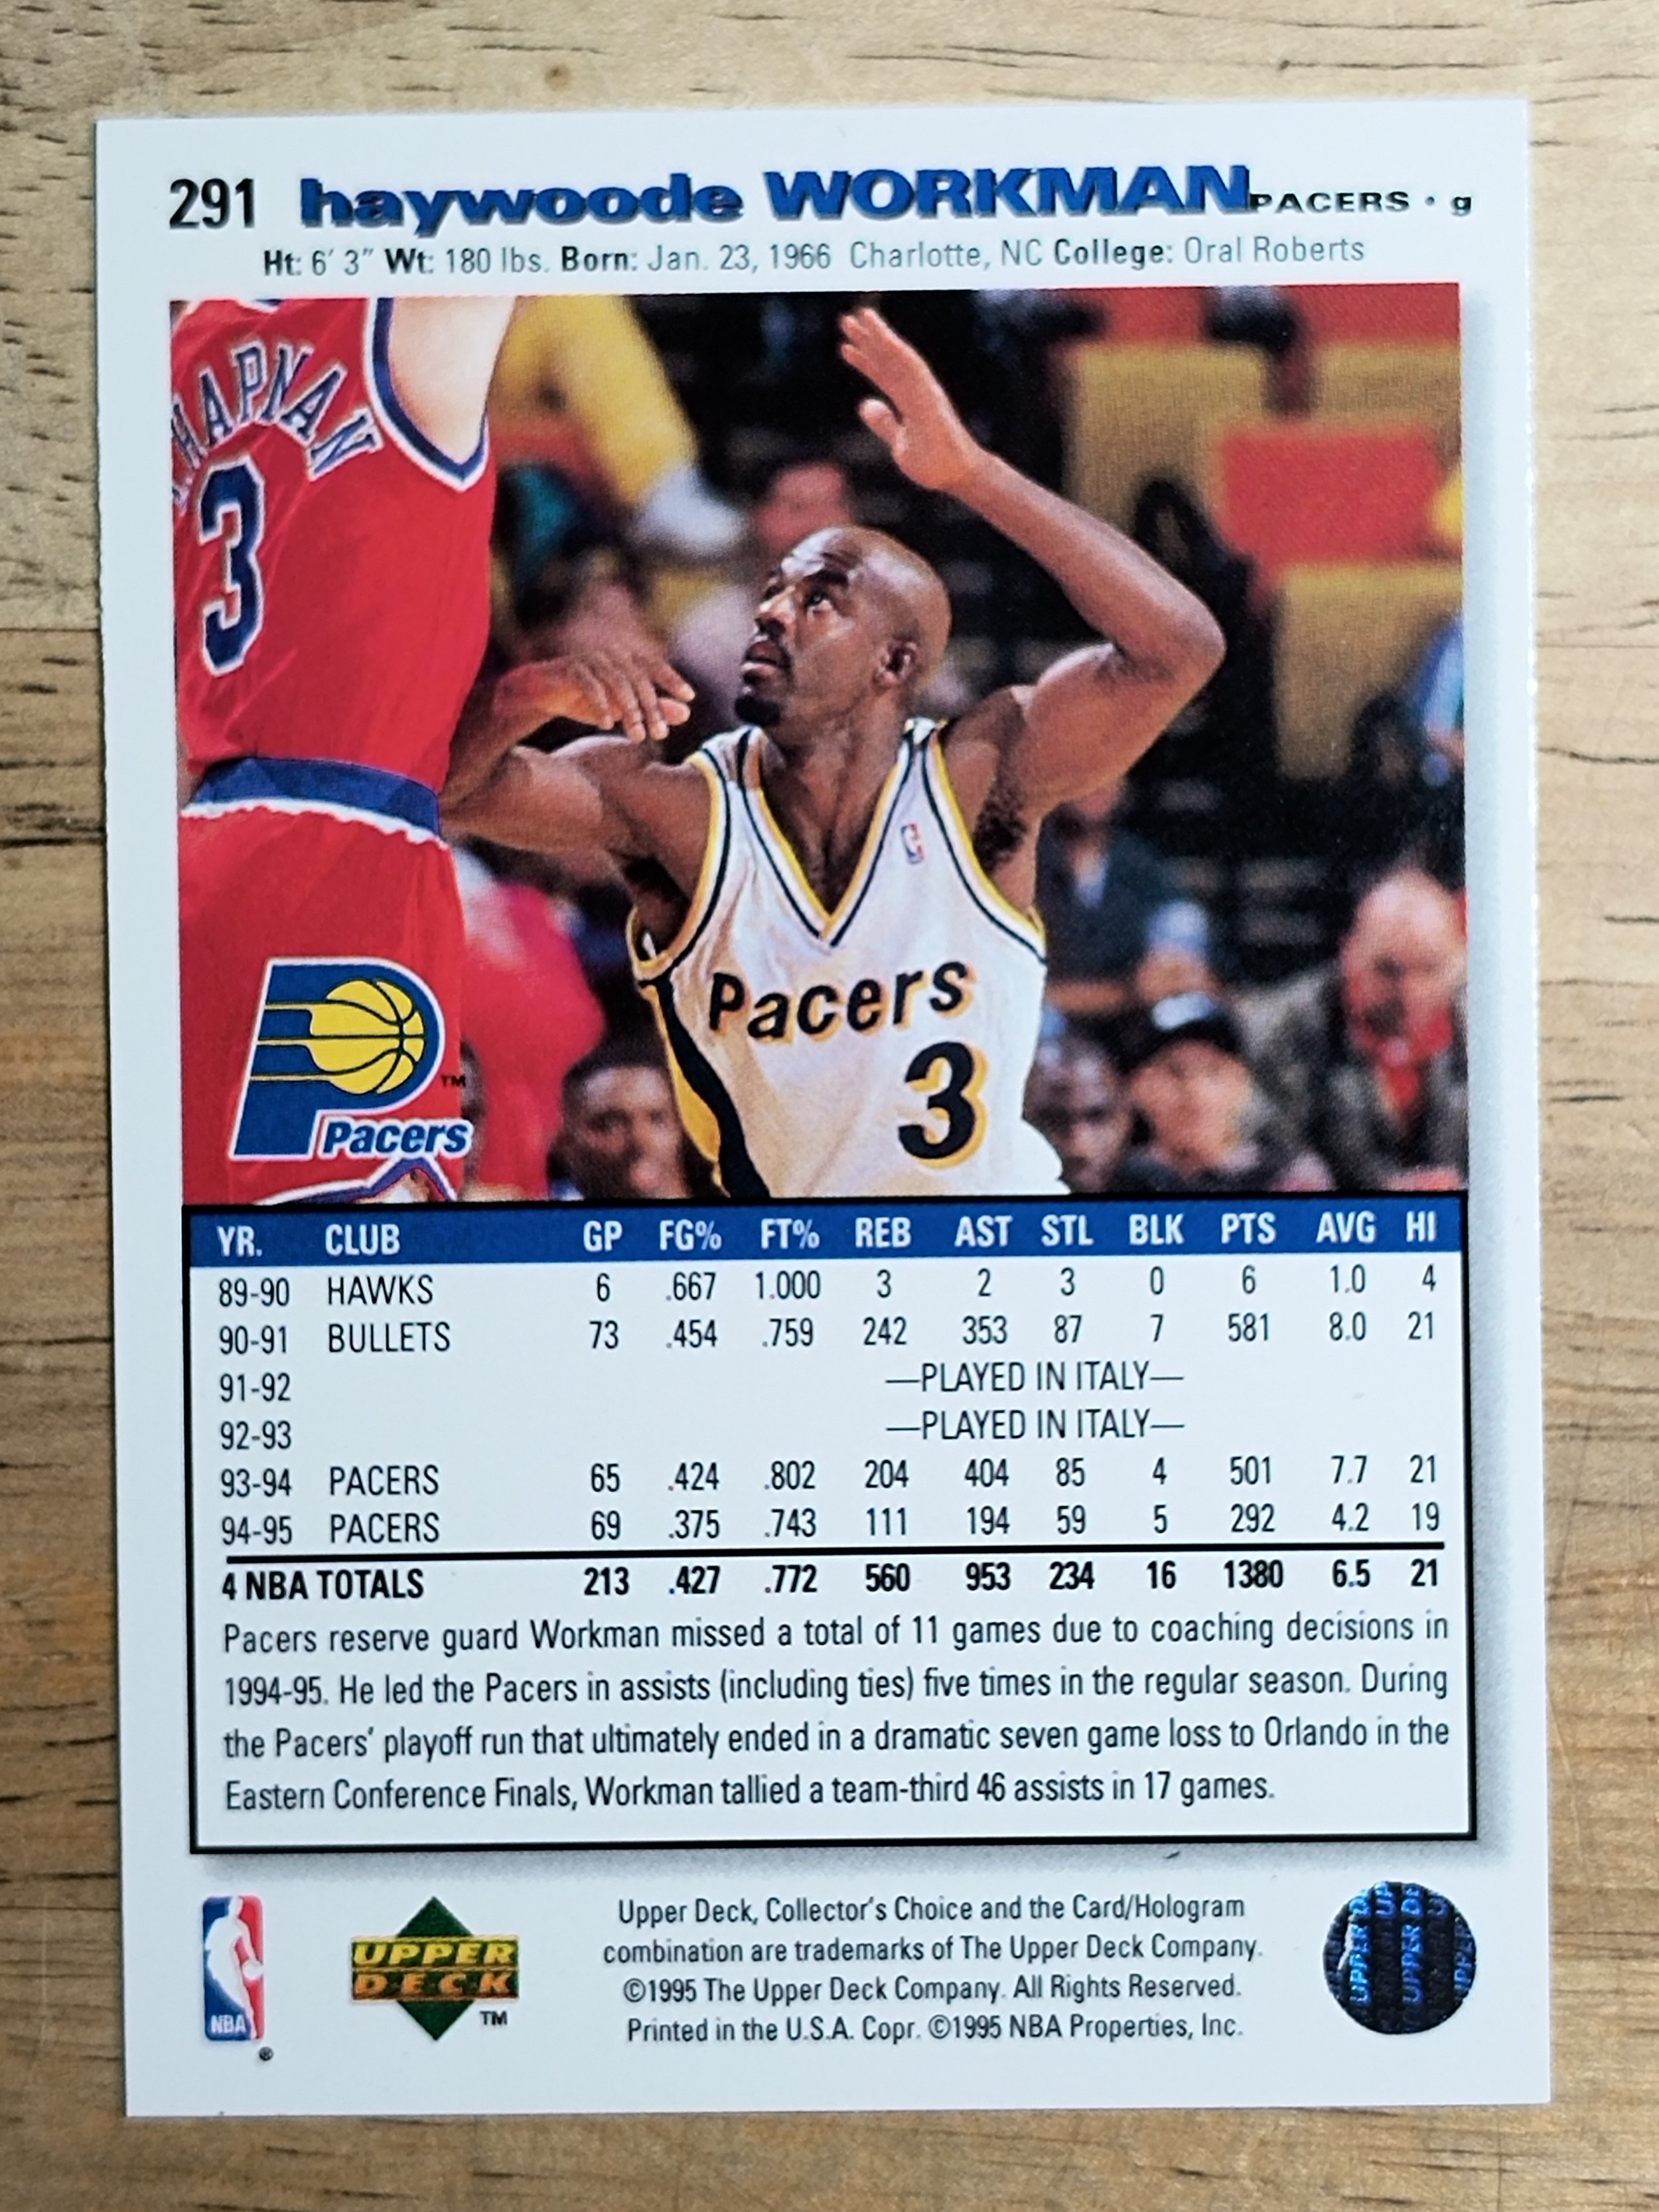 291 haywoode WORKMAN PACERS • g
Ht: 6' 3" Wt: 180 lbs. Born: Jan. 23, 1966 Charlotte, NC College: Oral Roberts
HAPMAN
3
Pacers
3
TM
Pacers
YR. CLUB GP FG% FT% REB AST STL BLK PTS AVG HI
89-90 HAWKS 6 .667 1.000 3 2 3 0 6 1.0 4
90-91 BULLETS 73 .454 .759 242 353 87 7 581 8.0 21
91-92 —PLAYED IN ITALY—
92-93 —PLAYED IN ITALY—
93-94 PACERS 65 .424 .802 204 404 85 4 501 7.7 21
94-95 PACERS 69 .375 .743 111 194 59 5 292 4.2 19
4 NBA TOTALS 213 .427 .772 560 953 234 16 1380 6.5 21
Pacers reserve guard Workman missed a total of 11 games due to coaching decisions in
1994-95. He led the Pacers in assists (including ties) five times in the regular season. During
the Pacers' playoff run that ultimately ended in a dramatic seven game loss to Orlando in the
Eastern Conference Finals, Workman tallied a team-third 46 assists in 17 games.
NBA
®
UPPER
DECK
TM
Upper Deck, Collector's Choice and the Card/Hologram
combination are trademarks of The Upper Deck Company.
©1995 The Upper Deck Company. All Rights Reserved.
Printed in the U.S.A. Copr. ©1995 NBA Properties, Inc.
UPPER D
UP
UPPER DE
UPPER